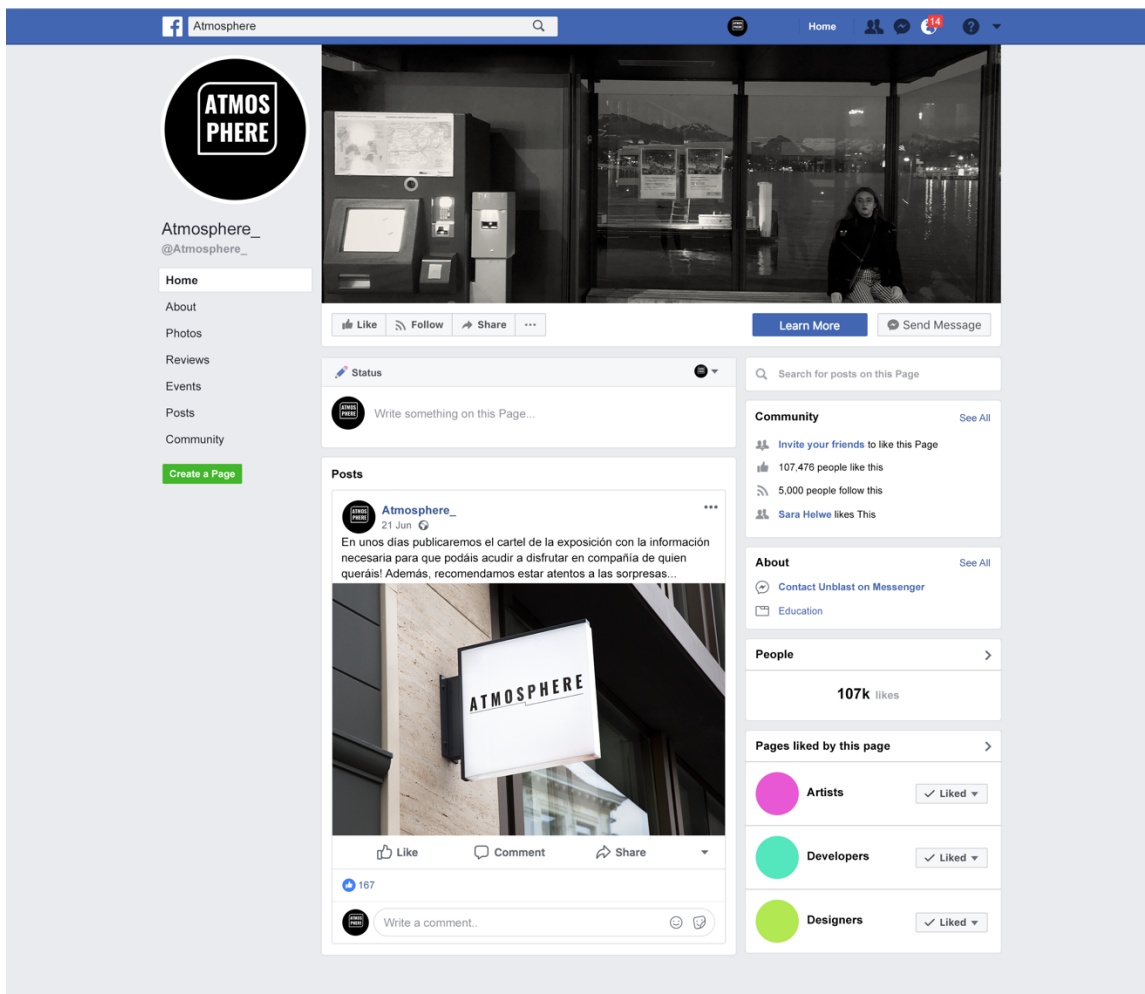 Atmosphere
Home
14
ATMOS
PHERE
Atmosphere_
@Atmosphere_
Home
About
Photos
Reviews
Events
Posts
Community
Create a Page
Like
Follow
Share
Learn More
Send Message
Status
ATMOS
PHERE
Write something on this Page...
Posts
ATMOS
PHERE
Atmosphere_
21 Jun
En unos días publicaremos el cartel de la exposición con la información
necesaria para que podáis acudir a disfrutar en compañía de quien
queráis! Además, recomendamos estar atentos a las sorpresas...
ATMOSPHERE
Like
Comment
Share
167
ATMOS
PHERE
Write a comment..
Search for posts on this Page
Community
See All
Invite your friends to like this Page
107,476 people like this
5,000 people follow this
Sara Helwe likes This
About
See All
Contact Unblast on Messenger
Education
People
107k likes
Pages liked by this page
Artists
Liked
Developers
Liked
Designers
Liked